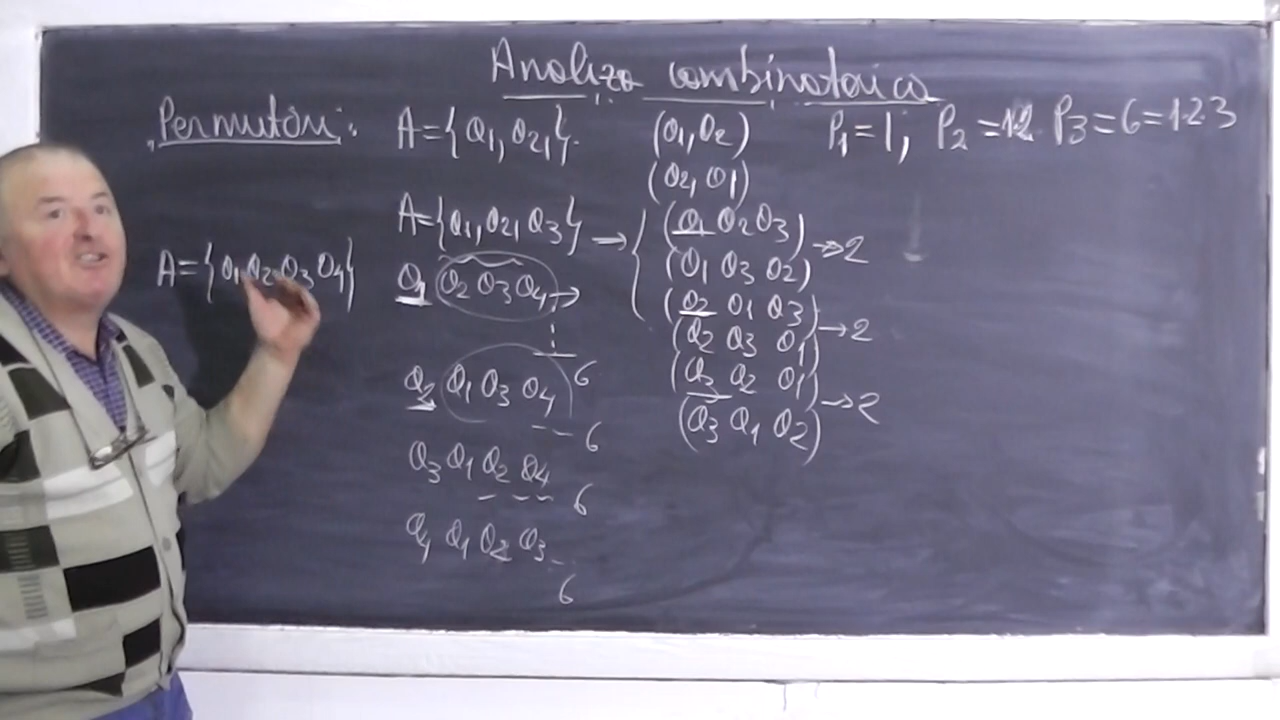 Analiza combinatorica
Permutări: A={a1, a2,}. (a1, a2) P1=1; P2=1·2 P3=6=1·2·3
(a2, a1)
A={a1, a2, a3} → { (a1 a2 a3) → 2
(a1 a3 a2)
A={a1 a2 a3 a4}
a1 a2 a3 a4 →
(a2 a1 a3) → 2
(a2 a3 a1)
6
a2 a1 a3 a4
(a3 a2 a1) → 2
(a3 a1 a2)
6
a3 a1 a2 a4
6
a4 a1 a2 a3
6